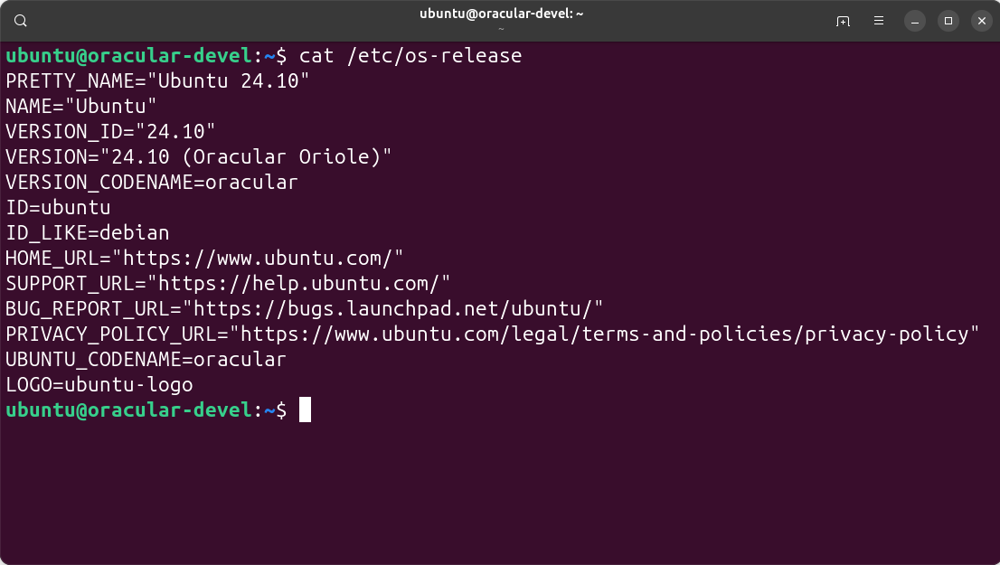 ubuntu@oracular-devel: ~
~
ubuntu@oracular-devel:~$ cat /etc/os-release
PRETTY_NAME="Ubuntu 24.10"
NAME="Ubuntu"
VERSION_ID="24.10"
VERSION="24.10 (Oracular Oriole)"
VERSION_CODENAME=oracular
ID=ubuntu
ID_LIKE=debian
HOME_URL="https://www.ubuntu.com/"
SUPPORT_URL="https://help.ubuntu.com/"
BUG_REPORT_URL="https://bugs.launchpad.net/ubuntu/"
PRIVACY_POLICY_URL="https://www.ubuntu.com/legal/terms-and-policies/privacy-policy"
UBUNTU_CODENAME=oracular
LOGO=ubuntu-logo
ubuntu@oracular-devel:~$